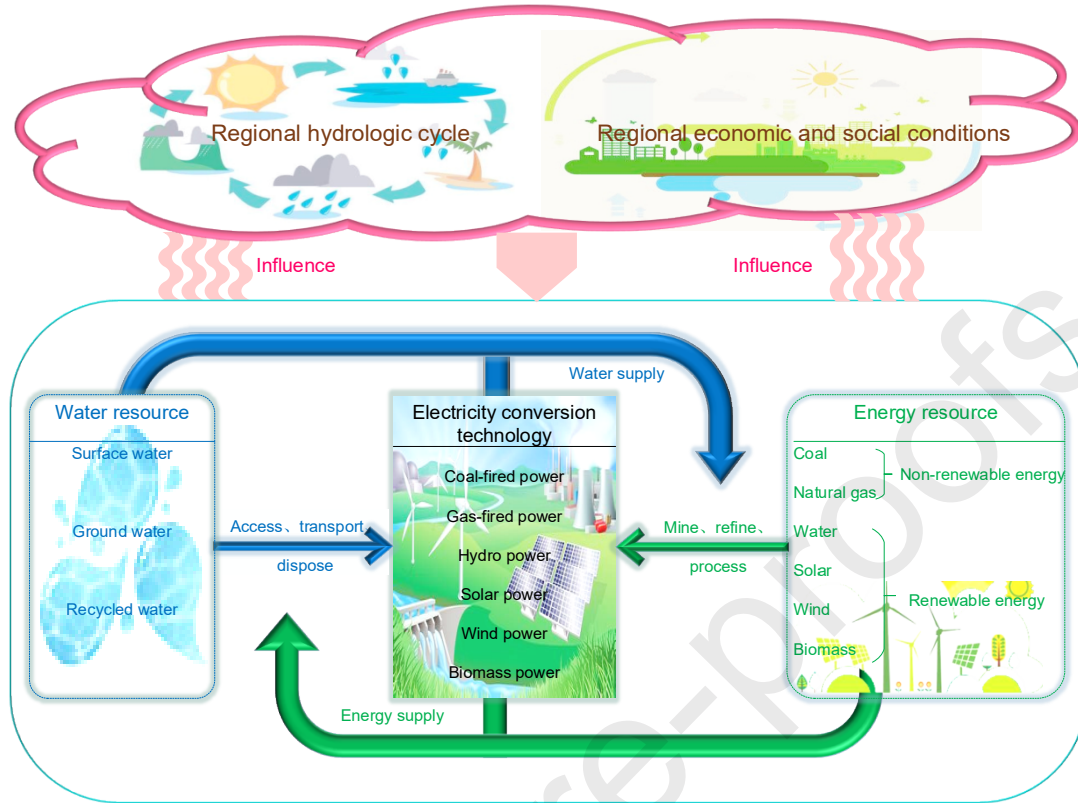 Regional hydrologic cycle
Regional economic and social conditions
Influence
Influence
Water supply
Water resource
Surface water
Ground water
Recycled water
Access、transport
dispose
Electricity conversion
technology
Coal-fired power
Gas-fired power
Hydro power
Solar power
Wind power
Biomass power
Mine、refine、
process
Energy resource
Coal
Natural gas
Non-renewable energy
Water
Solar
Wind
Biomass
Renewable energy
Energy supply
re-proofs